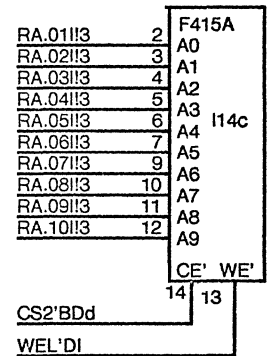 F415A
RA.01I!!3 2 A0
RA.02I!!3 3 A1
RA.03I!!3 4 A2
RA.04I!!3 5 A3
RA.05I!!3 6 A4 I14c
RA.06I!!3 7 A5
RA.07I!!3 9 A6
RA.08I!!3 10 A7
RA.09I!!3 11 A8
RA.10I!!3 12 A9
CE' WE'
14 13
CS2'BDd
WEL'DI